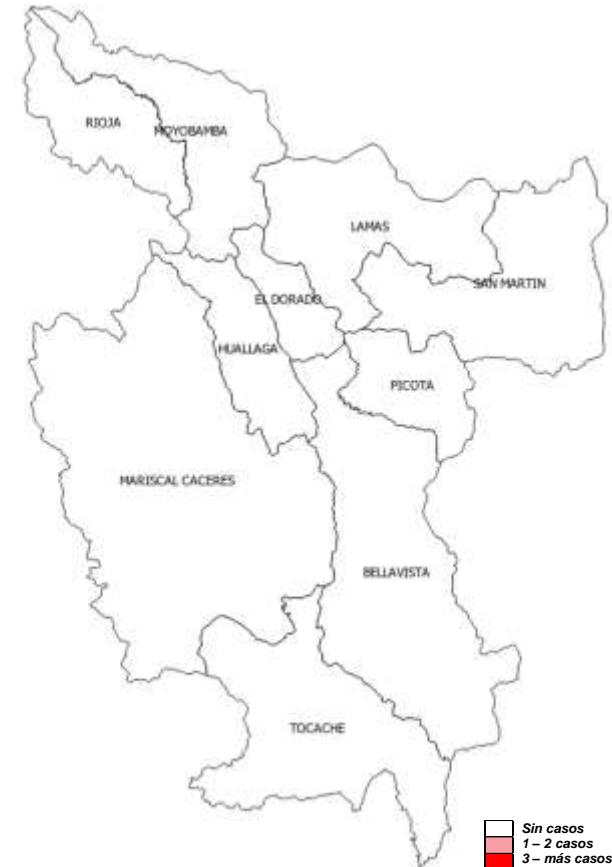 RIOJA
MOYOBAMBA
LAMAS
SAN MARTIN
EL DORADO
HUALLAGA
PICOTA
MARISCAL CACERES
BELLAVISTA
TOCACHE
Sin casos
1 – 2 casos
3 – más casos